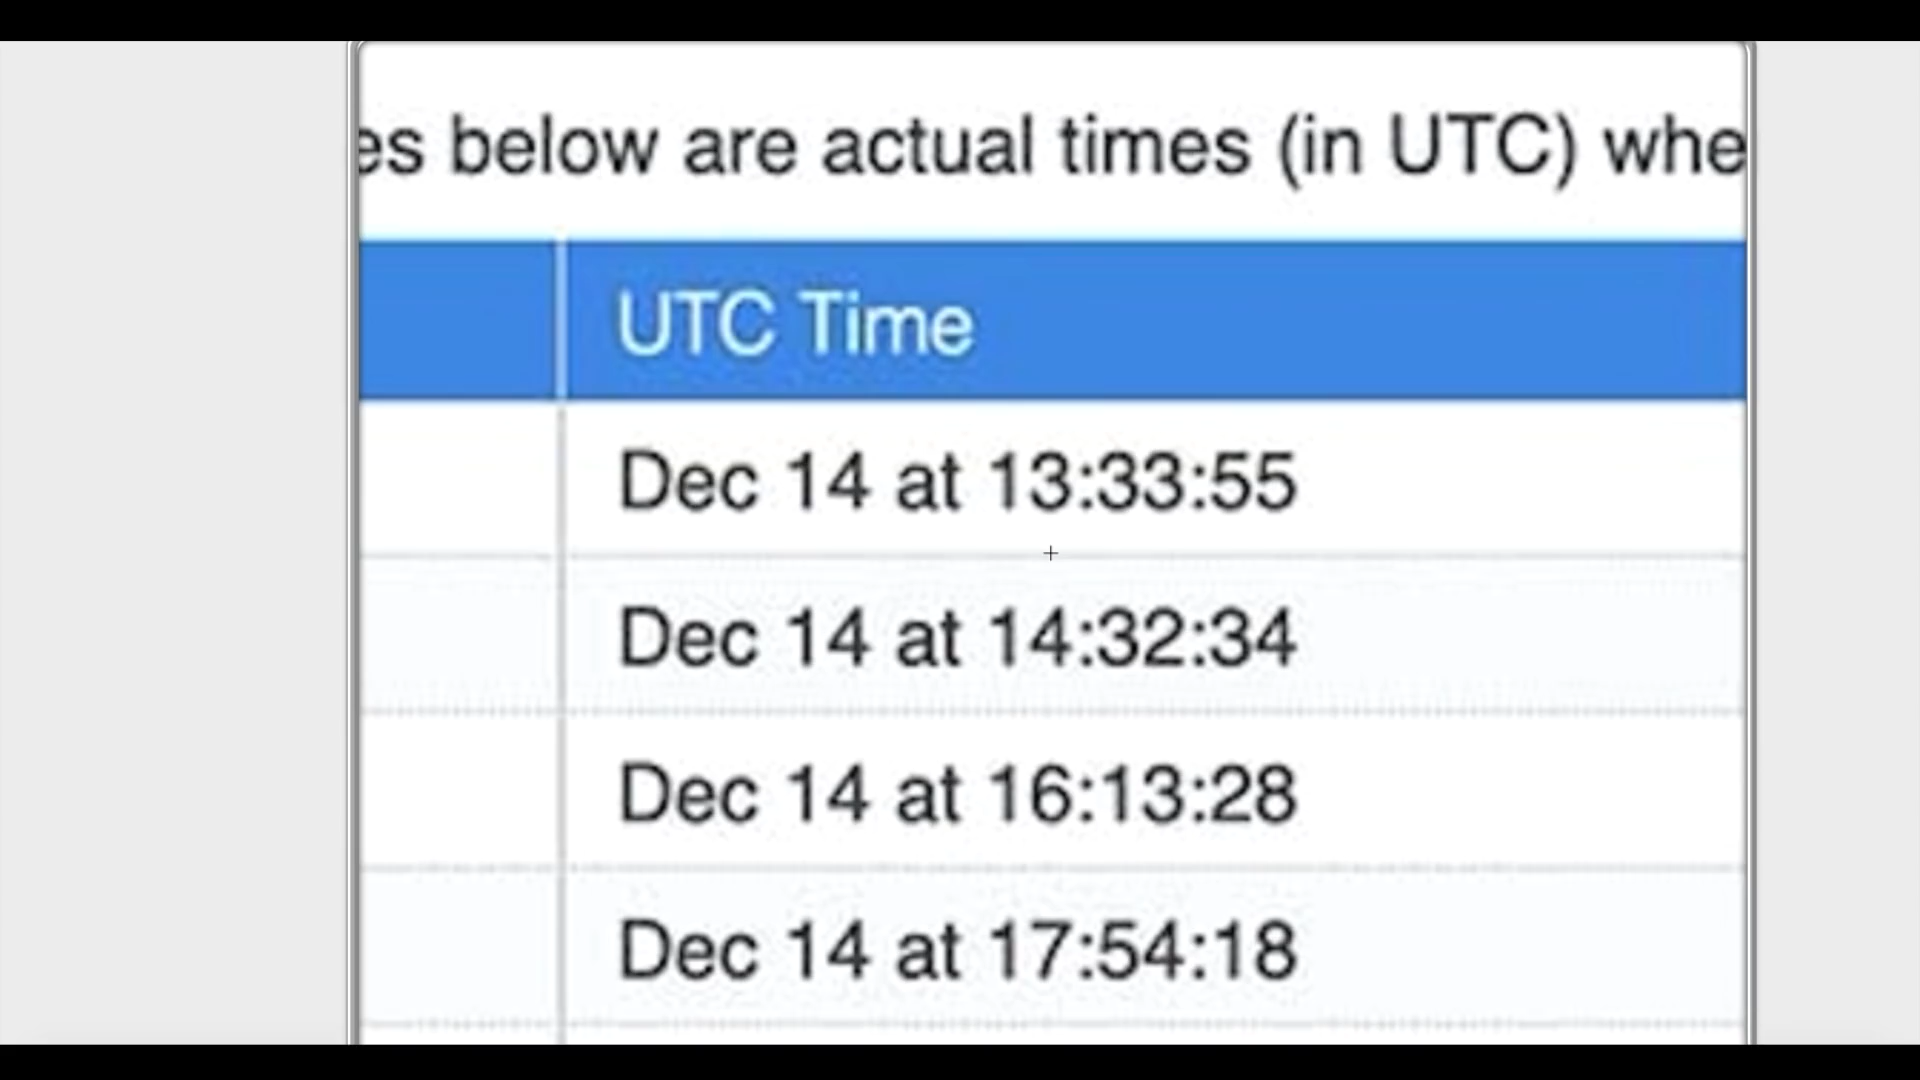 es below are actual times (in UTC) whe
UTC Time
Dec 14 at 13:33:55
Dec 14 at 14:32:34
Dec 14 at 16:13:28
Dec 14 at 17:54:18